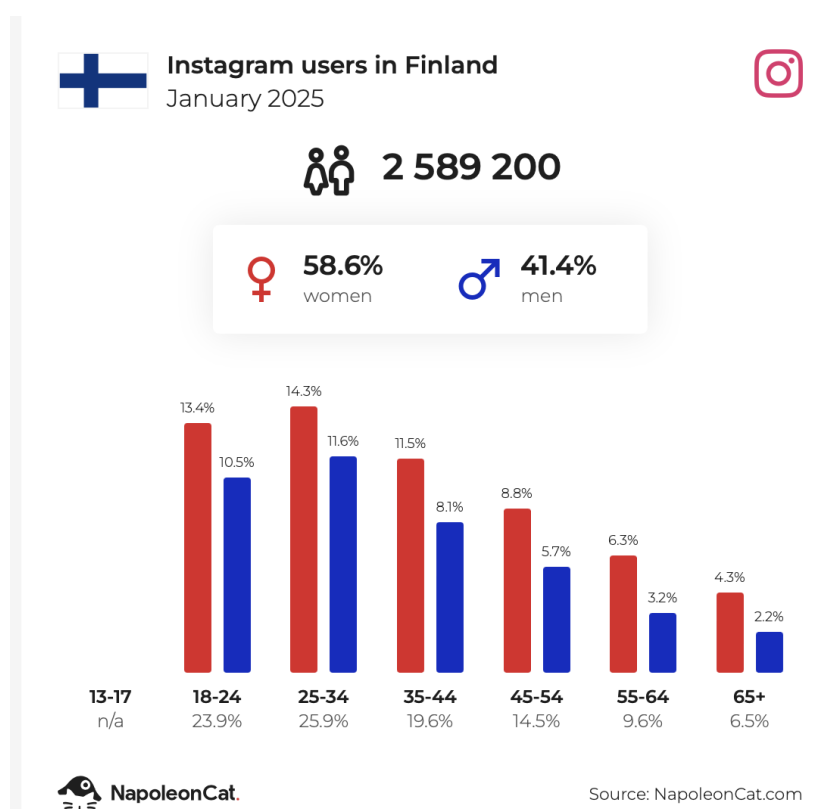 Instagram users in Finland
January 2025
2 589 200
58.6%
women
41.4%
men
13.4%
10.5%
14.3%
11.6%
11.5%
8.1%
8.8%
5.7%
6.3%
3.2%
4.3%
2.2%
13-17 18-24 25-34 35-44 45-54 55-64 65+
n/a 23.9% 25.9% 19.6% 14.5% 9.6% 6.5%
NapoleonCat.
Source: NapoleonCat.com